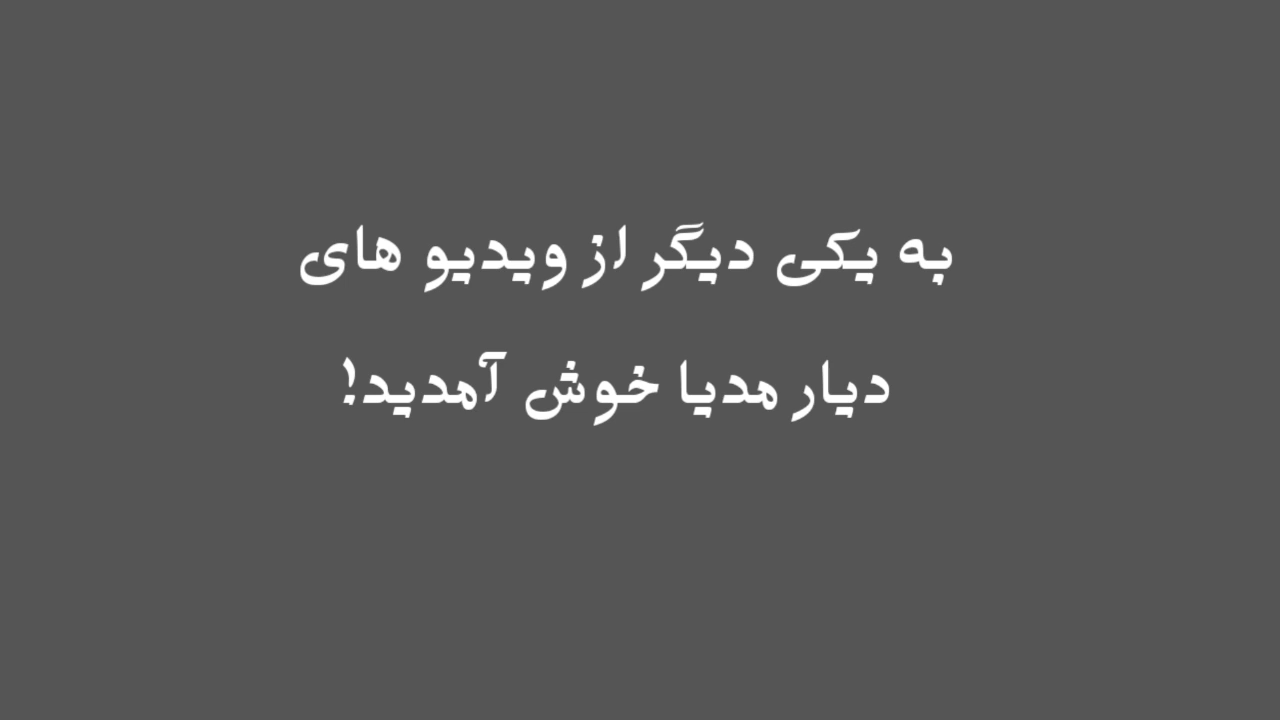 به یکی دیگر از ویدیو های
دیار مدیا خوش آمدید!